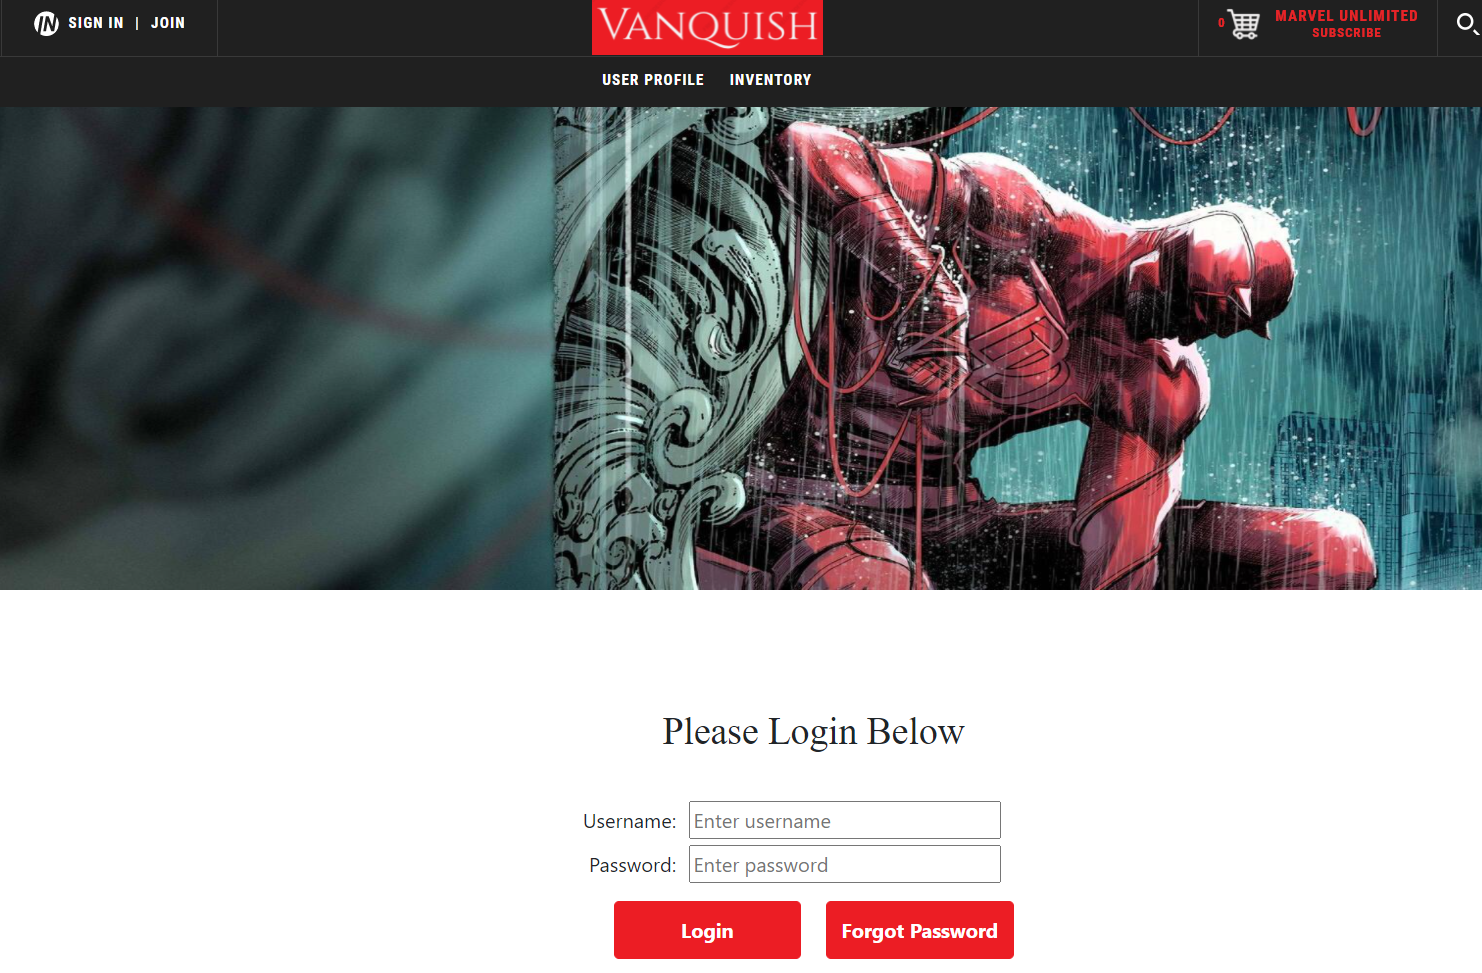 SIGN IN | JOIN
VANQUISH
0
MARVEL UNLIMITED
SUBSCRIBE
USER PROFILE
INVENTORY
Please Login Below
Username: Enter username
Password: Enter password
Login
Forgot Password